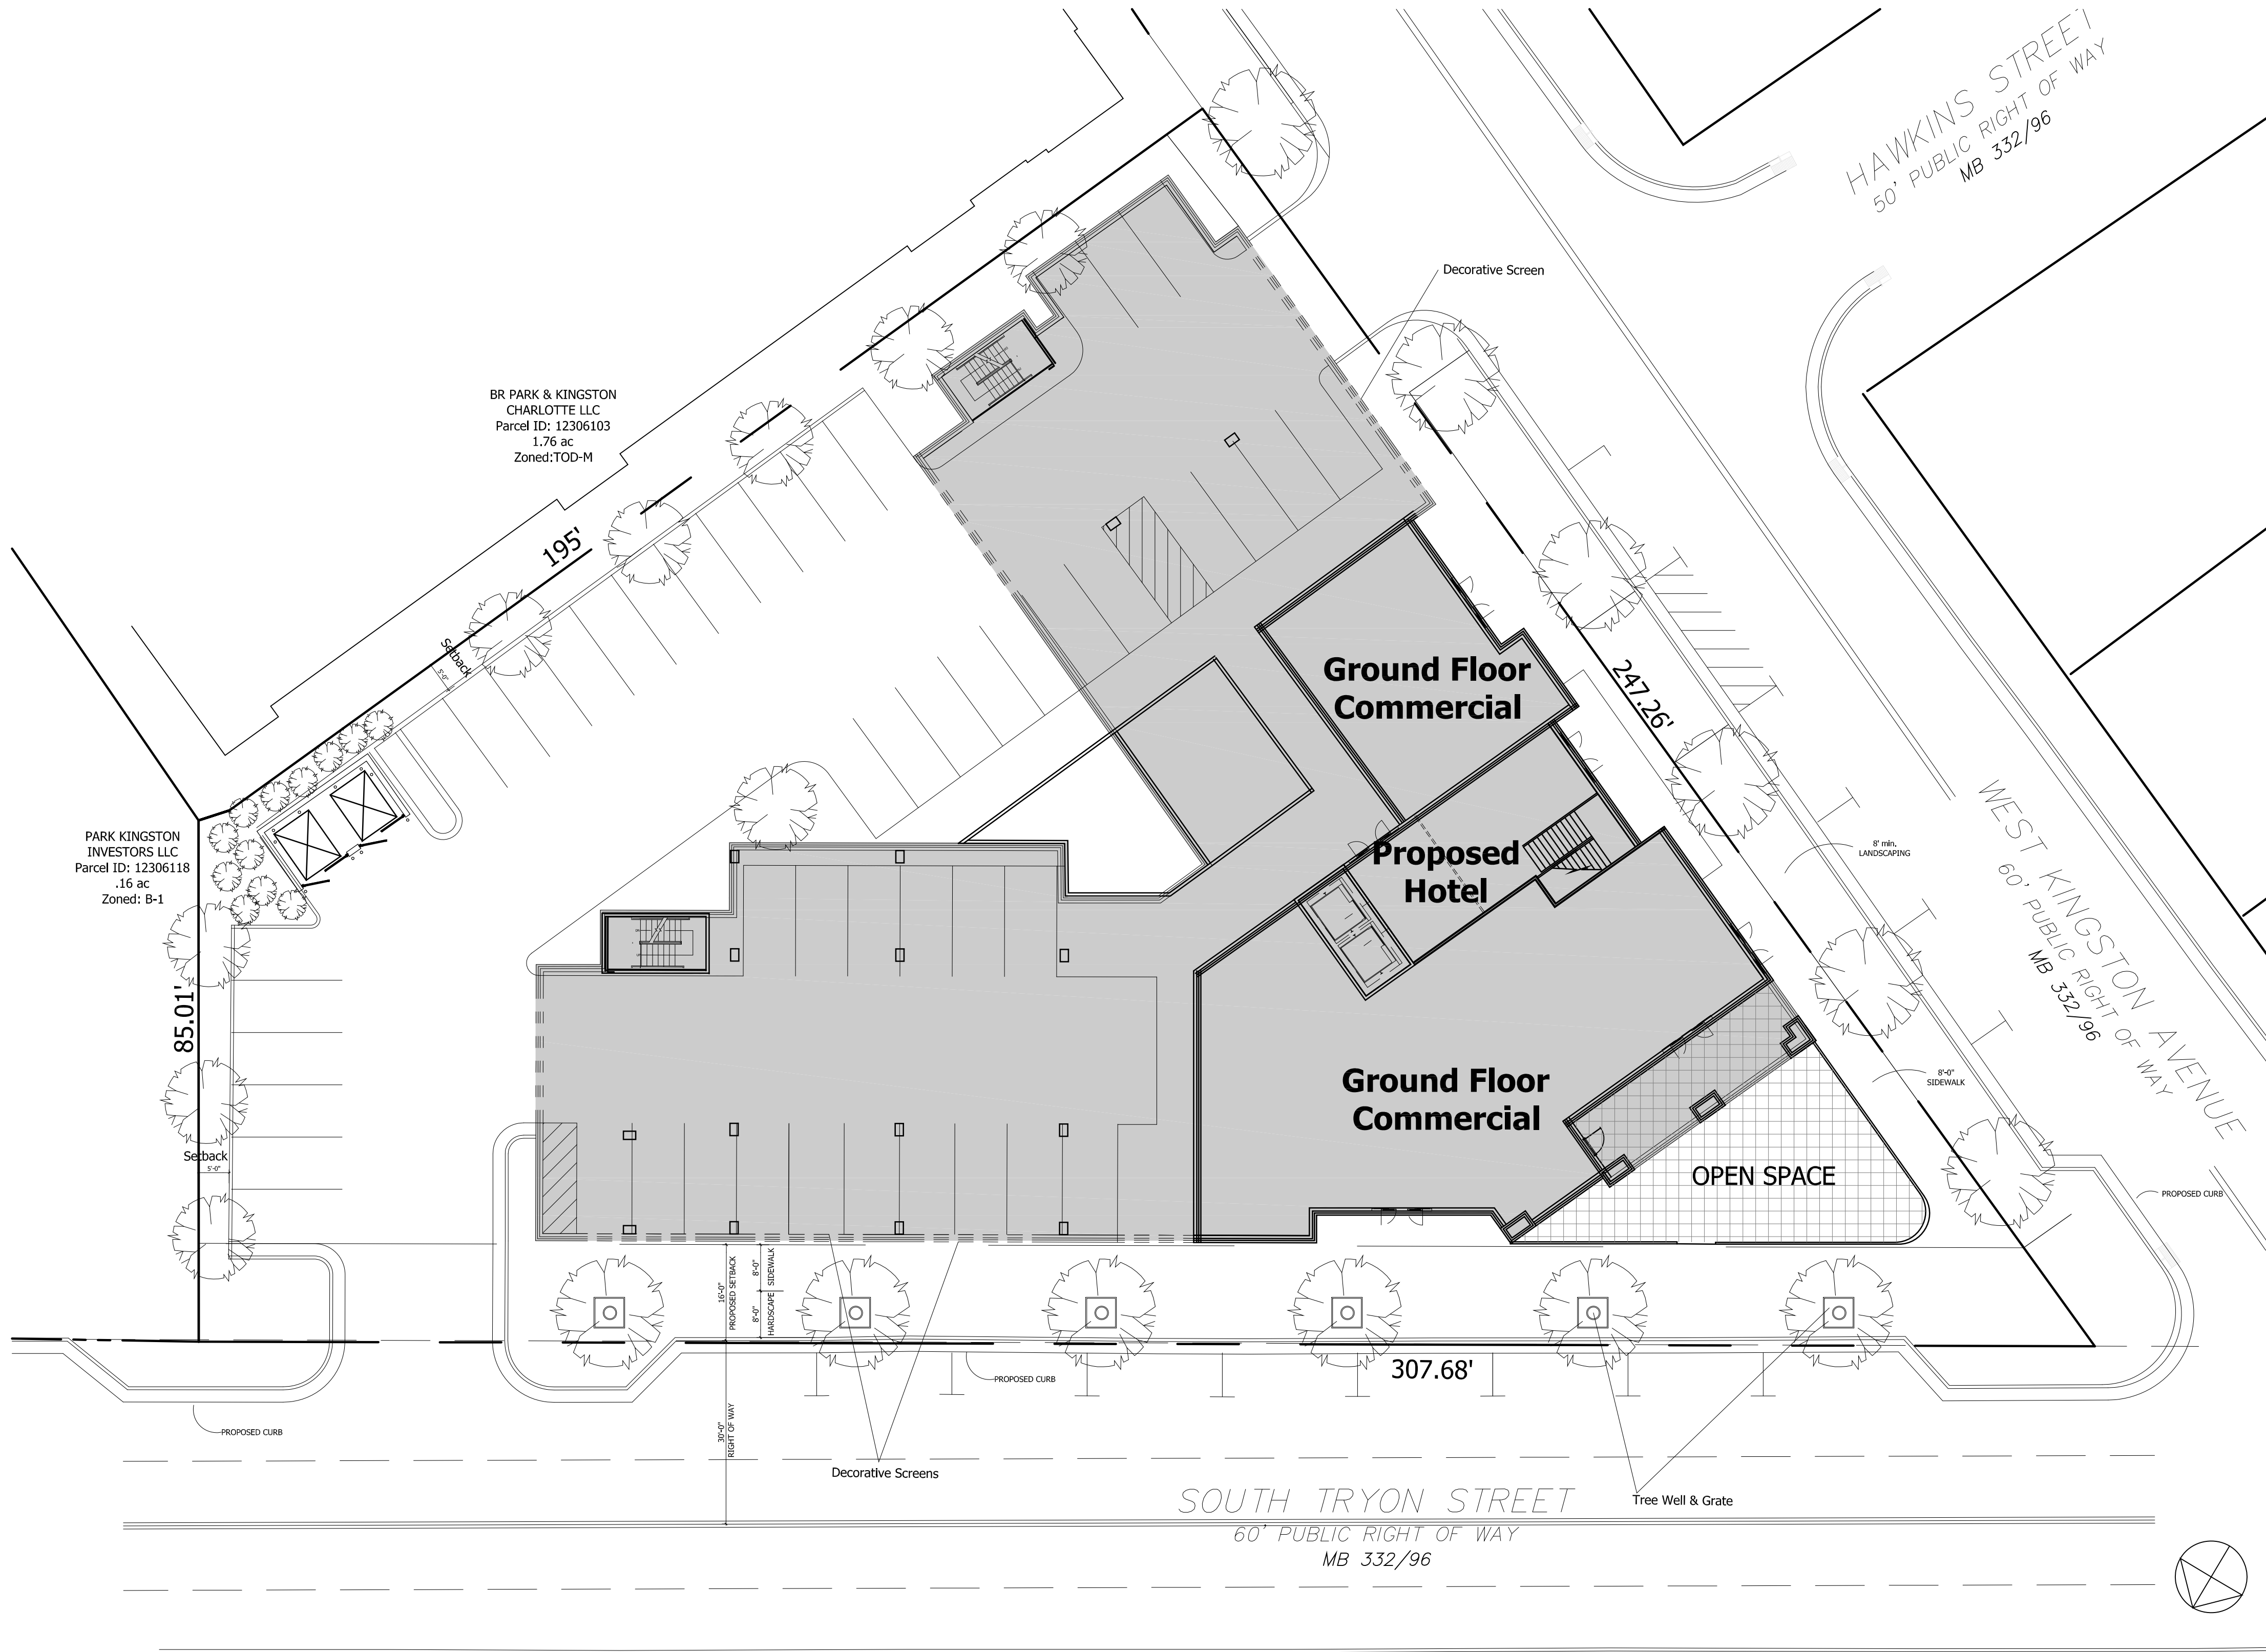 HAWKINS STREET
50' PUBLIC RIGHT OF WAY
MB 332/96
Decorative Screen
BR PARK & KINGSTON
CHARLOTTE LLC
Parcel ID: 12306103
1.76 ac
Zoned:TOD-M
195'
Setback
5'-0"
Ground Floor
Commercial
247.26'
PARK KINGSTON
INVESTORS LLC
Parcel ID: 12306118
.16 ac
Zoned: B-1
Proposed
Hotel
8' min.
LANDSCAPING
WEST KINGSTON AVENUE
60' PUBLIC RIGHT OF WAY
MB 332/96
85.01'
Ground Floor
Commercial
8'-0"
SIDEWALK
Setback
5'-0"
OPEN SPACE
PROPOSED CURB
16'-0"
PROPOSED SETBACK
8'-0"
SIDEWALK
8'-0"
HARDSCAPE
307.68'
PROPOSED CURB
PROPOSED CURB
30'-0"
RIGHT OF WAY
Decorative Screens
Tree Well & Grate
SOUTH TRYON STREET
60' PUBLIC RIGHT OF WAY
MB 332/96